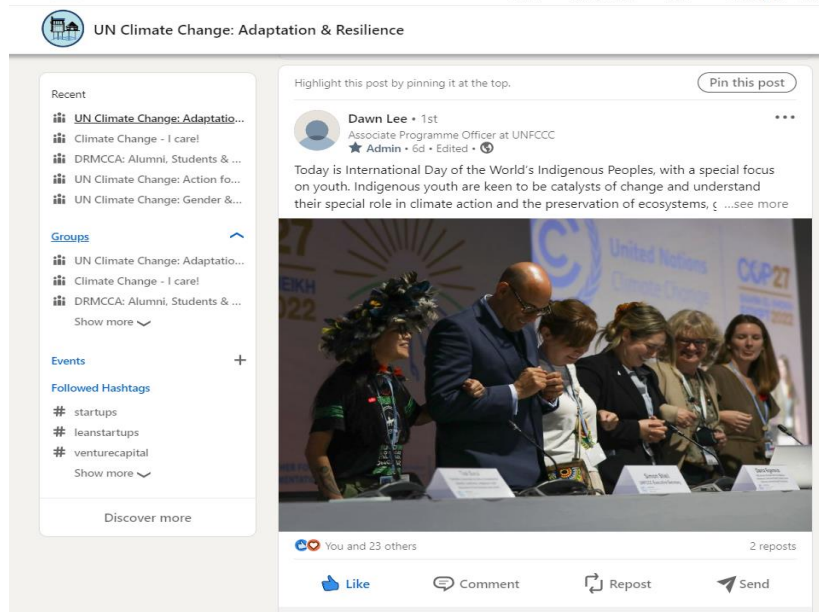 UN Climate Change: Adaptation & Resilience
Recent
UN Climate Change: Adaptatio...
Climate Change - I care!
DRMCCA: Alumni, Students & ...
UN Climate Change: Action fo...
UN Climate Change: Gender &...
Groups
UN Climate Change: Adaptatio...
Climate Change - I care!
DRMCCA: Alumni, Students & ...
Show more
Events
Followed Hashtags
# startups
# leanstartups
# venturecapital
Show more
Discover more
Highlight this post by pinning it at the top.
Pin this post
Dawn Lee • 1st
Associate Programme Officer at UNFCCC
Admin • 6d • Edited •
Today is International Day of the World's Indigenous Peoples, with a special focus
on youth. Indigenous youth are keen to be catalysts of change and understand
their special role in climate action and the preservation of ecosystems, ...see more
27
EIKH
022
United Nations
Climate Change
COP27
Simon Stiell
You and 23 others
2 reposts
Like
Comment
Repost
Send